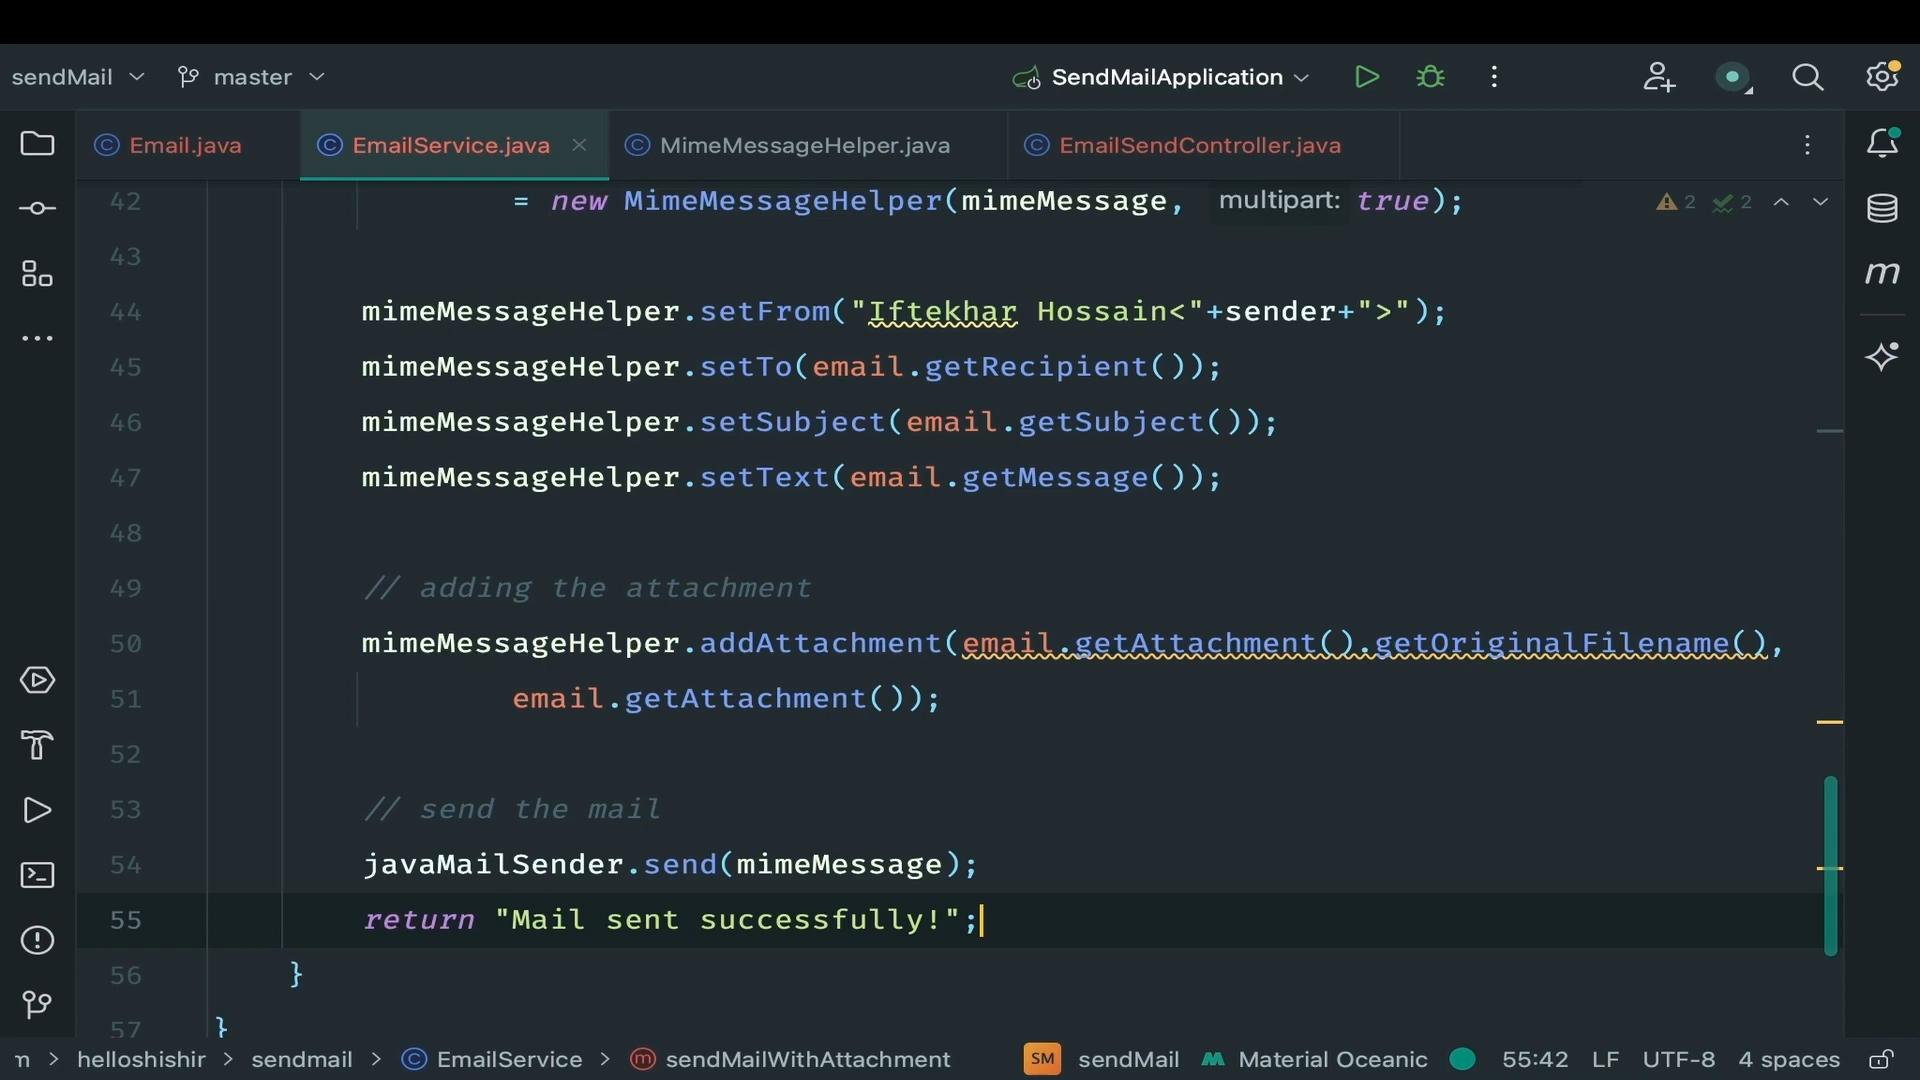 sendMail master SendMailApplication
Email.java EmailService.java MimeMessageHelper.java EmailSendController.java
42 = new MimeMessageHelper(mimeMessage, multipart: true); 2 2
43
44 mimeMessageHelper.setFrom("Iftekhar Hossain<"+sender+">");
45 mimeMessageHelper.setTo(email.getRecipient());
46 mimeMessageHelper.setSubject(email.getSubject());
47 mimeMessageHelper.setText(email.getMessage());
48
49 // adding the attachment
50 mimeMessageHelper.addAttachment(email.getAttachment().getOriginalFilename(),
51 email.getAttachment());
52
53 // send the mail
54 javaMailSender.send(mimeMessage);
55 return "Mail sent successfully!";
56 }
57 }
m > helloshishir > sendmail > EmailService > m sendMailWithAttachment SM sendMail Material Oceanic 55:42 LF UTF-8 4 spaces